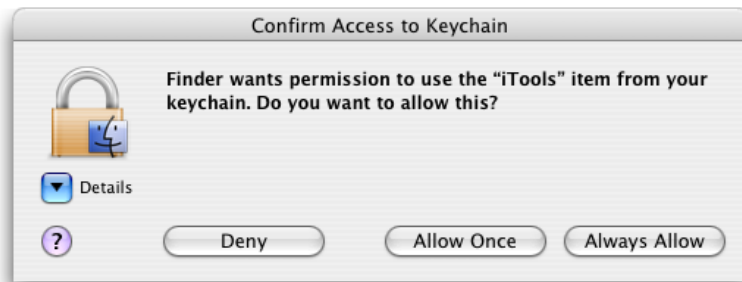 Confirm Access to Keychain
Finder wants permission to use the “iTools” item from your
keychain. Do you want to allow this?
Details
?
Deny
Allow Once
Always Allow